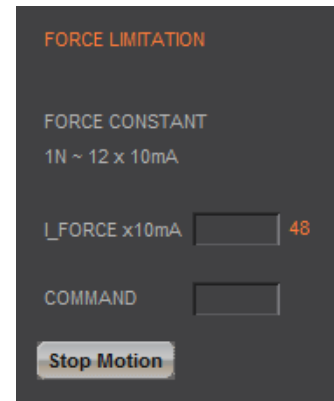 FORCE LIMITATION
FORCE CONSTANT
1N ~ 12 x 10mA
I_FORCE x10mA 48
COMMAND
Stop Motion